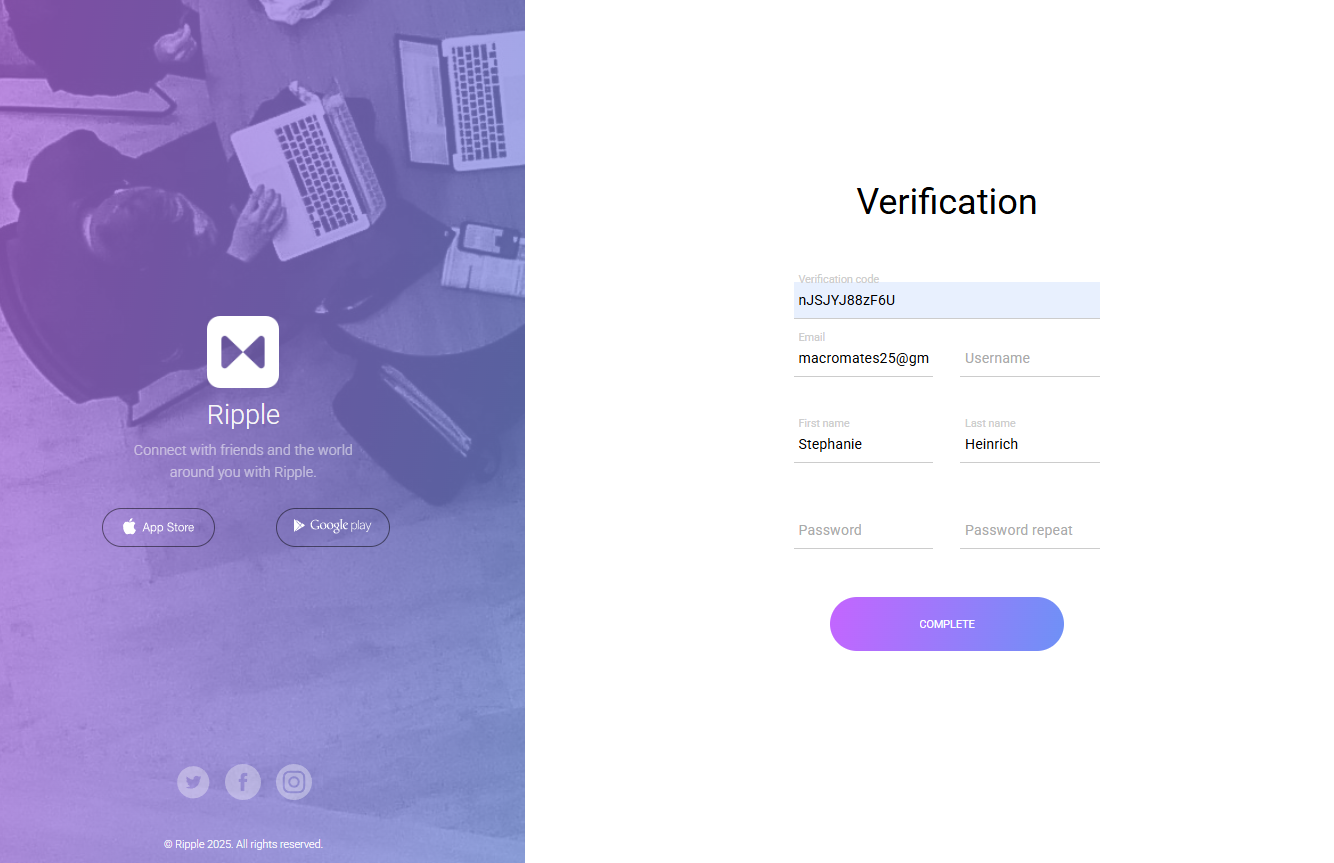 Ripple
Connect with friends and the world
around you with Ripple.
App Store
Google play
© Ripple 2025. All rights reserved.
Verification
Verification code
nJSJYJ88zF6U
Email
macromates25@gm
Username
First name
Last name
Stephanie
Heinrich
Password
Password repeat
COMPLETE